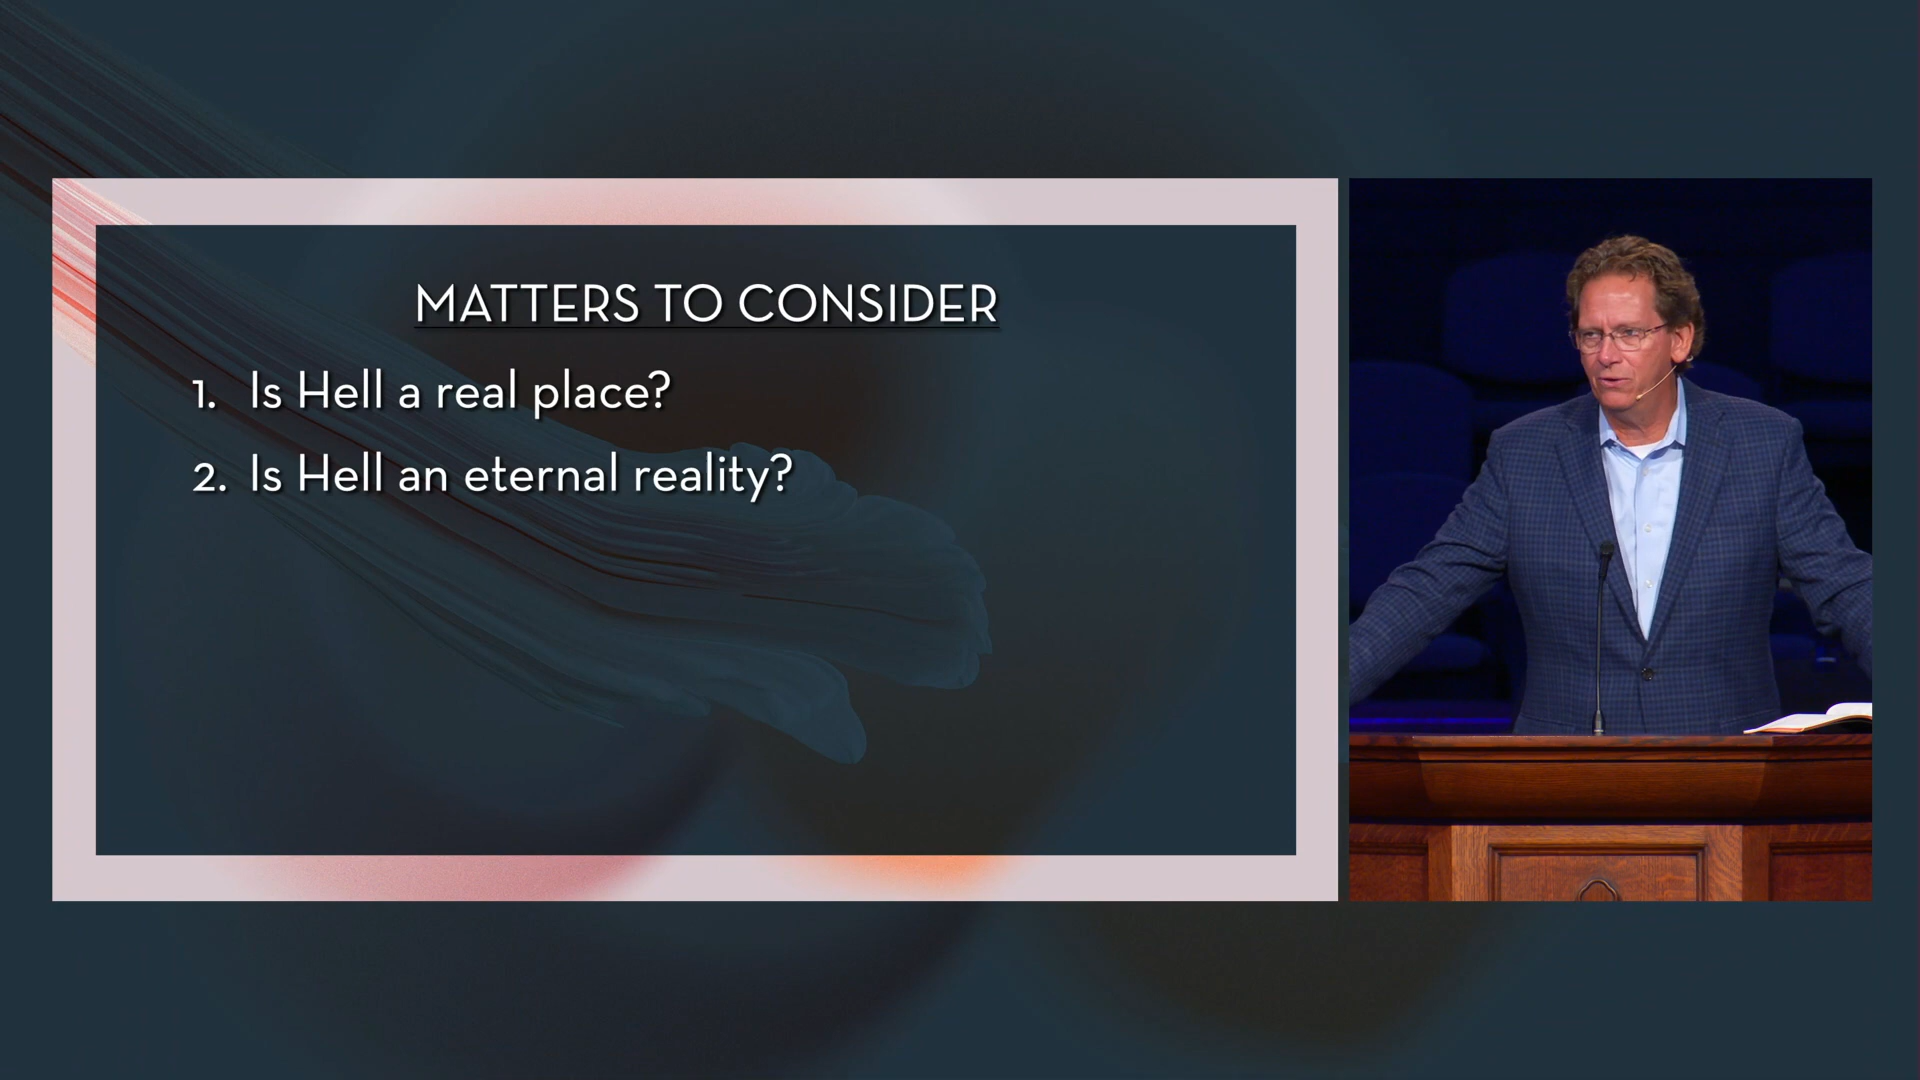 MATTERS TO CONSIDER
1. Is Hell a real place?
2. Is Hell an eternal reality?